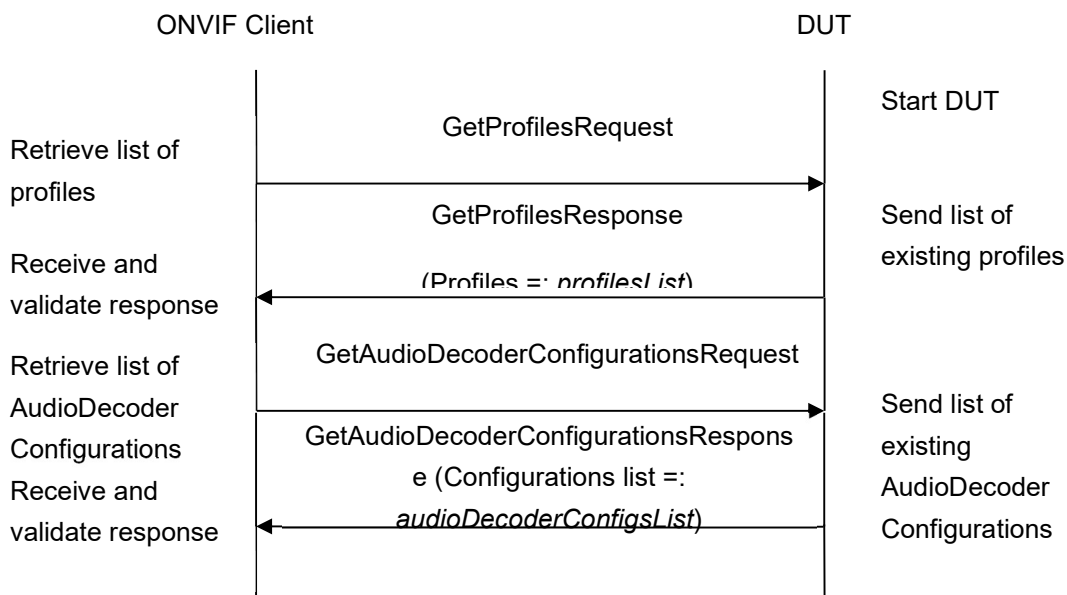 ONVIF Client
DUT
Start DUT
GetProfilesRequest
Retrieve list of
profiles
GetProfilesResponse
(Profiles =: profilesList)
Send list of
existing profiles
Receive and
validate response
GetAudioDecoderConfigurationsRequest
Retrieve list of
AudioDecoder
Configurations
GetAudioDecoderConfigurationsRespons
e (Configurations list =:
audioDecoderConfigsList)
Send list of
existing
AudioDecoder
Configurations
Receive and
validate response